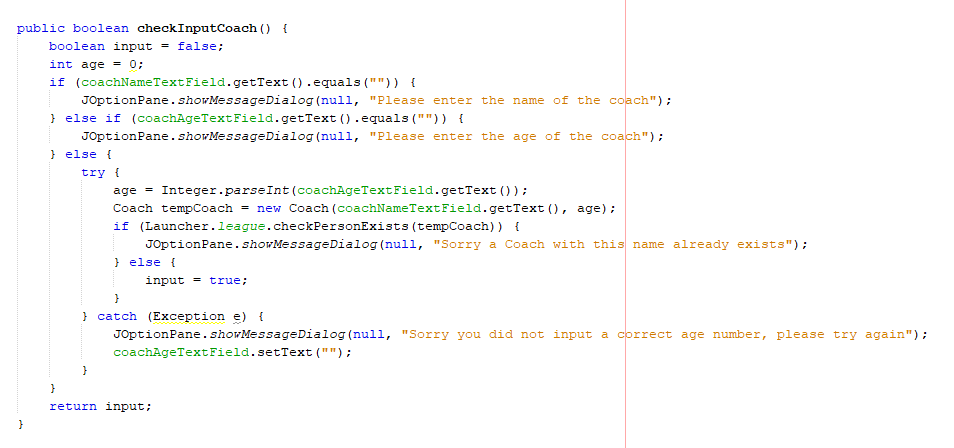 public boolean checkInputCoach() {
    boolean input = false;
    int age = 0;
    if (coachNameTextField.getText().equals("")) {
        JOptionPane.showMessageDialog(null, "Please enter the name of the coach");
    } else if (coachAgeTextField.getText().equals("")) {
        JOptionPane.showMessageDialog(null, "Please enter the age of the coach");
    } else {
        try {
            age = Integer.parseInt(coachAgeTextField.getText());
            Coach tempCoach = new Coach(coachNameTextField.getText(), age);
            if (Launcher.league.checkPersonExists(tempCoach)) {
                JOptionPane.showMessageDialog(null, "Sorry a Coach with this name already exists");
            } else {
                input = true;
            }
        } catch (Exception e) {
            JOptionPane.showMessageDialog(null, "Sorry you did not input a correct age number, please try again");
            coachAgeTextField.setText("");
        }
    }
    return input;
}